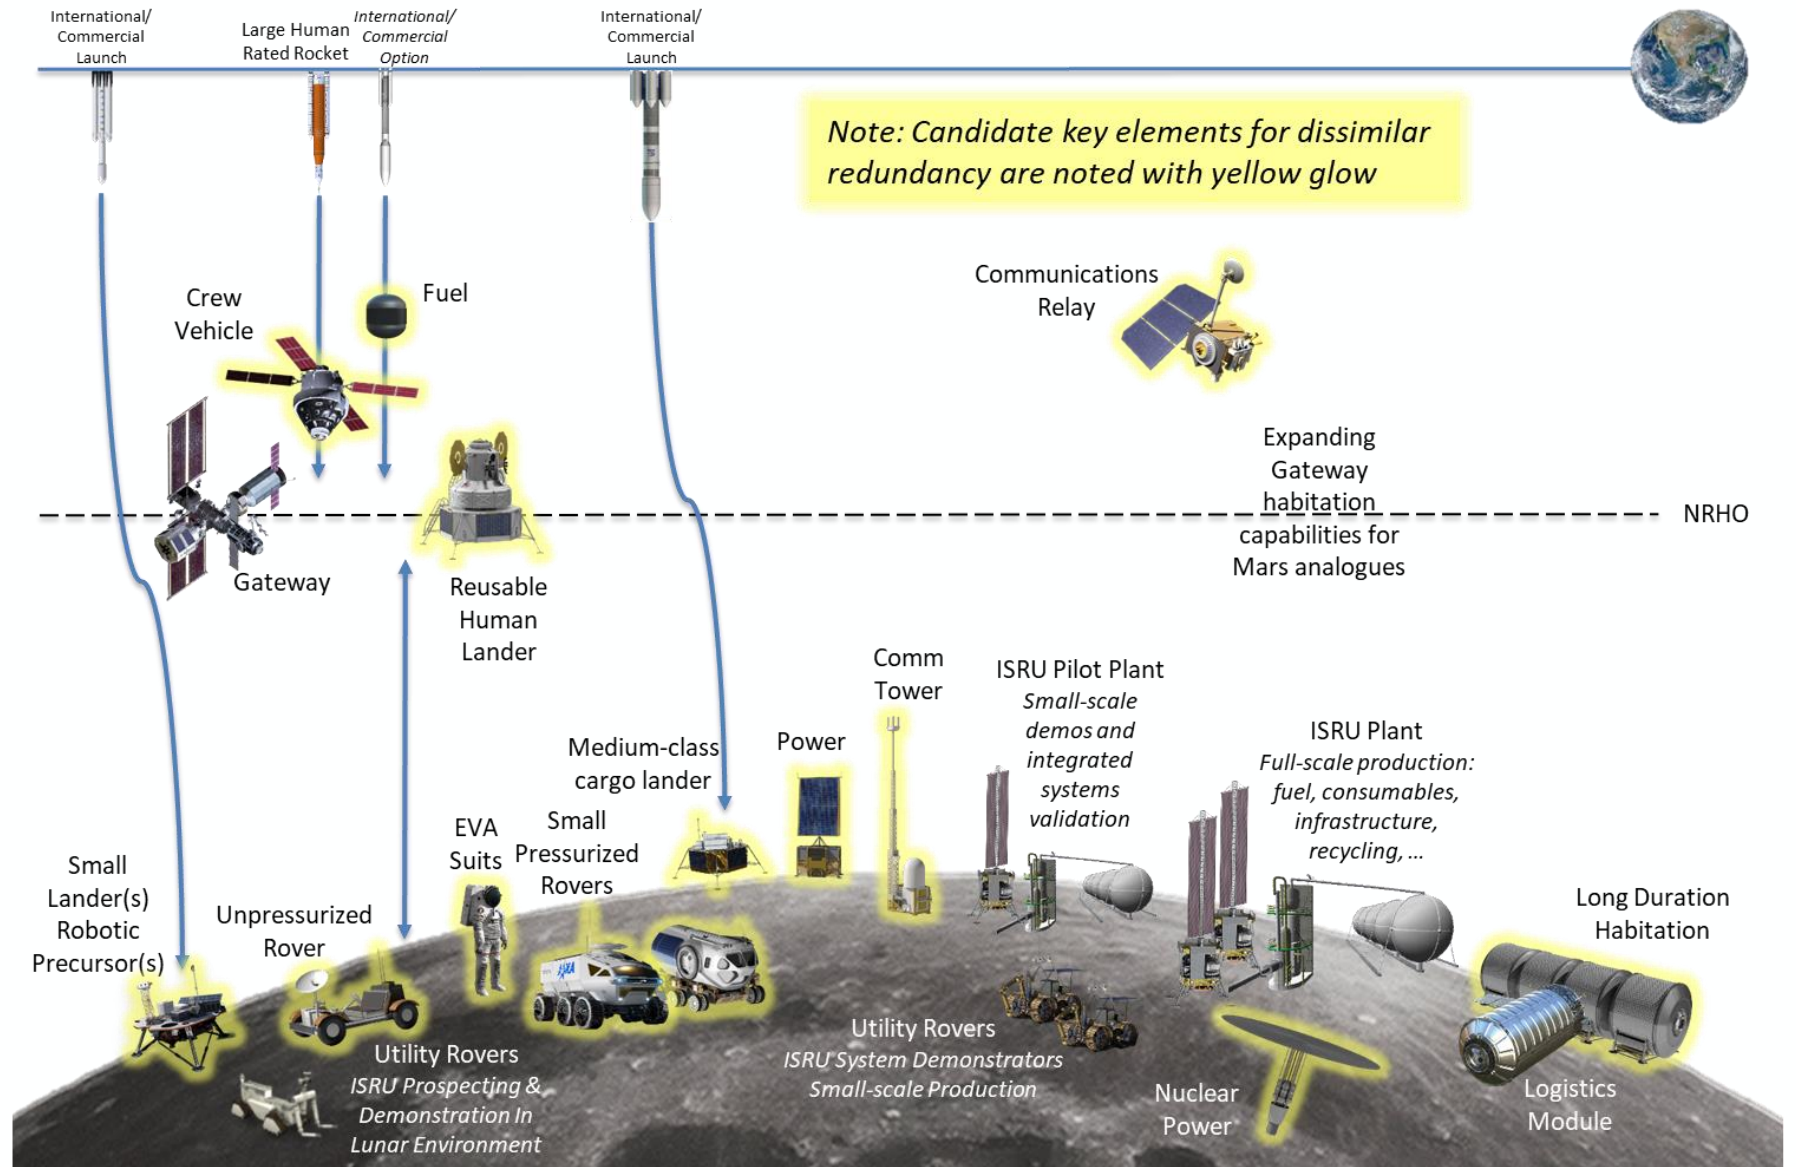 International/
Commercial
Launch
Large Human
Rated Rocket
International/
Commercial
Option
International/
Commercial
Launch
Note: Candidate key elements for dissimilar
redundancy are noted with yellow glow
Communications
Relay
Crew
Vehicle
Fuel
Expanding
Gateway
habitation
capabilities for
Mars analogues
NRHO
Gateway
Reusable
Human
Lander
Comm
Tower
ISRU Pilot Plant
Small-scale
demos and
integrated
systems
validation
ISRU Plant
Full-scale production:
fuel, consumables,
infrastructure,
recycling, ...
Medium-class
cargo lander
Power
EVA
Suits
Small
Pressurized
Rovers
Small
Lander(s)
Robotic
Precursor(s)
Unpressurized
Rover
Long Duration
Habitation
JAXA
Utility Rovers
ISRU Prospecting &
Demonstration In
Lunar Environment
Utility Rovers
ISRU System Demonstrators
Small-scale Production
Nuclear
Power
Logistics
Module